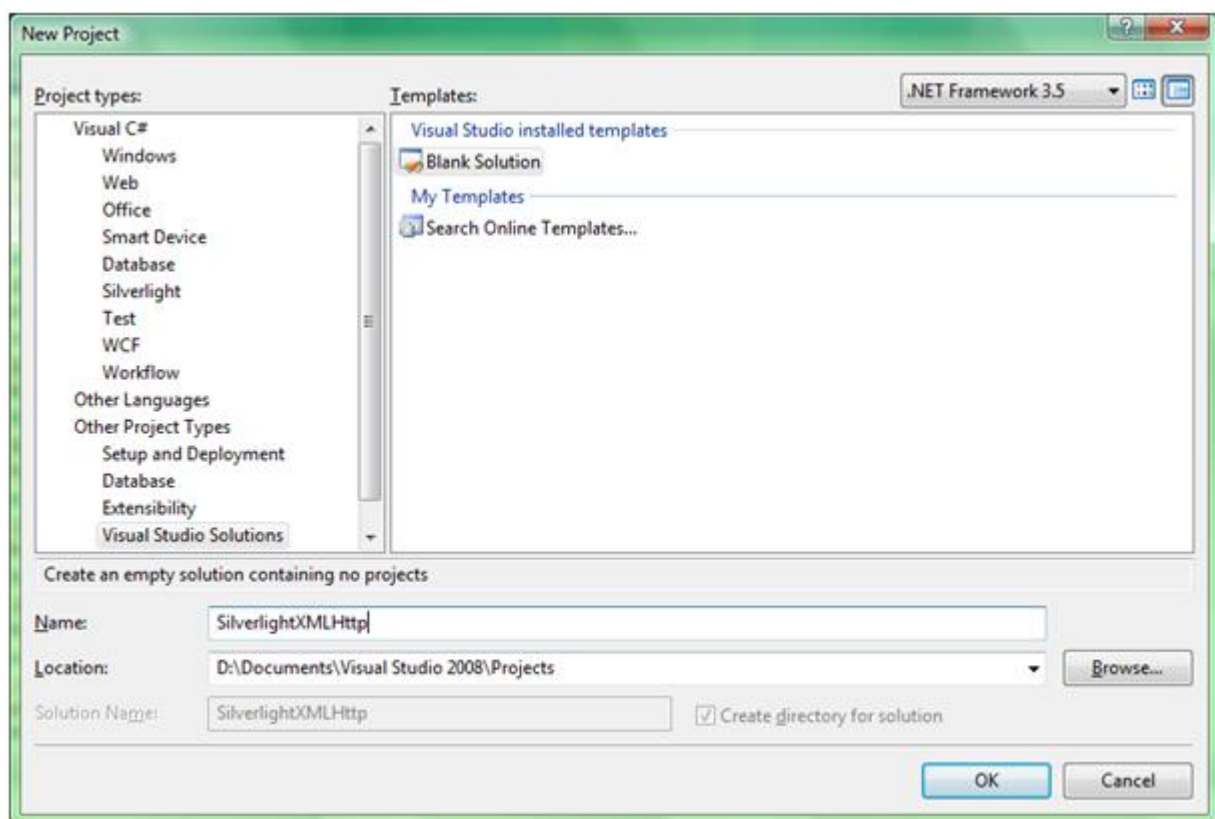 New Project
Project types:
Templates:
.NET Framework 3.5
Visual C#
Windows
Web
Office
Smart Device
Database
Silverlight
Test
WCF
Workflow
Other Languages
Other Project Types
Setup and Deployment
Database
Extensibility
Visual Studio Solutions
Visual Studio installed templates
Blank Solution
My Templates
Search Online Templates...
Create an empty solution containing no projects
Name:
SilverlightXMLHttp
Location:
D:\Documents\Visual Studio 2008\Projects
Browse...
Solution Name:
SilverlightXMLHttp
Create directory for solution
OK
Cancel